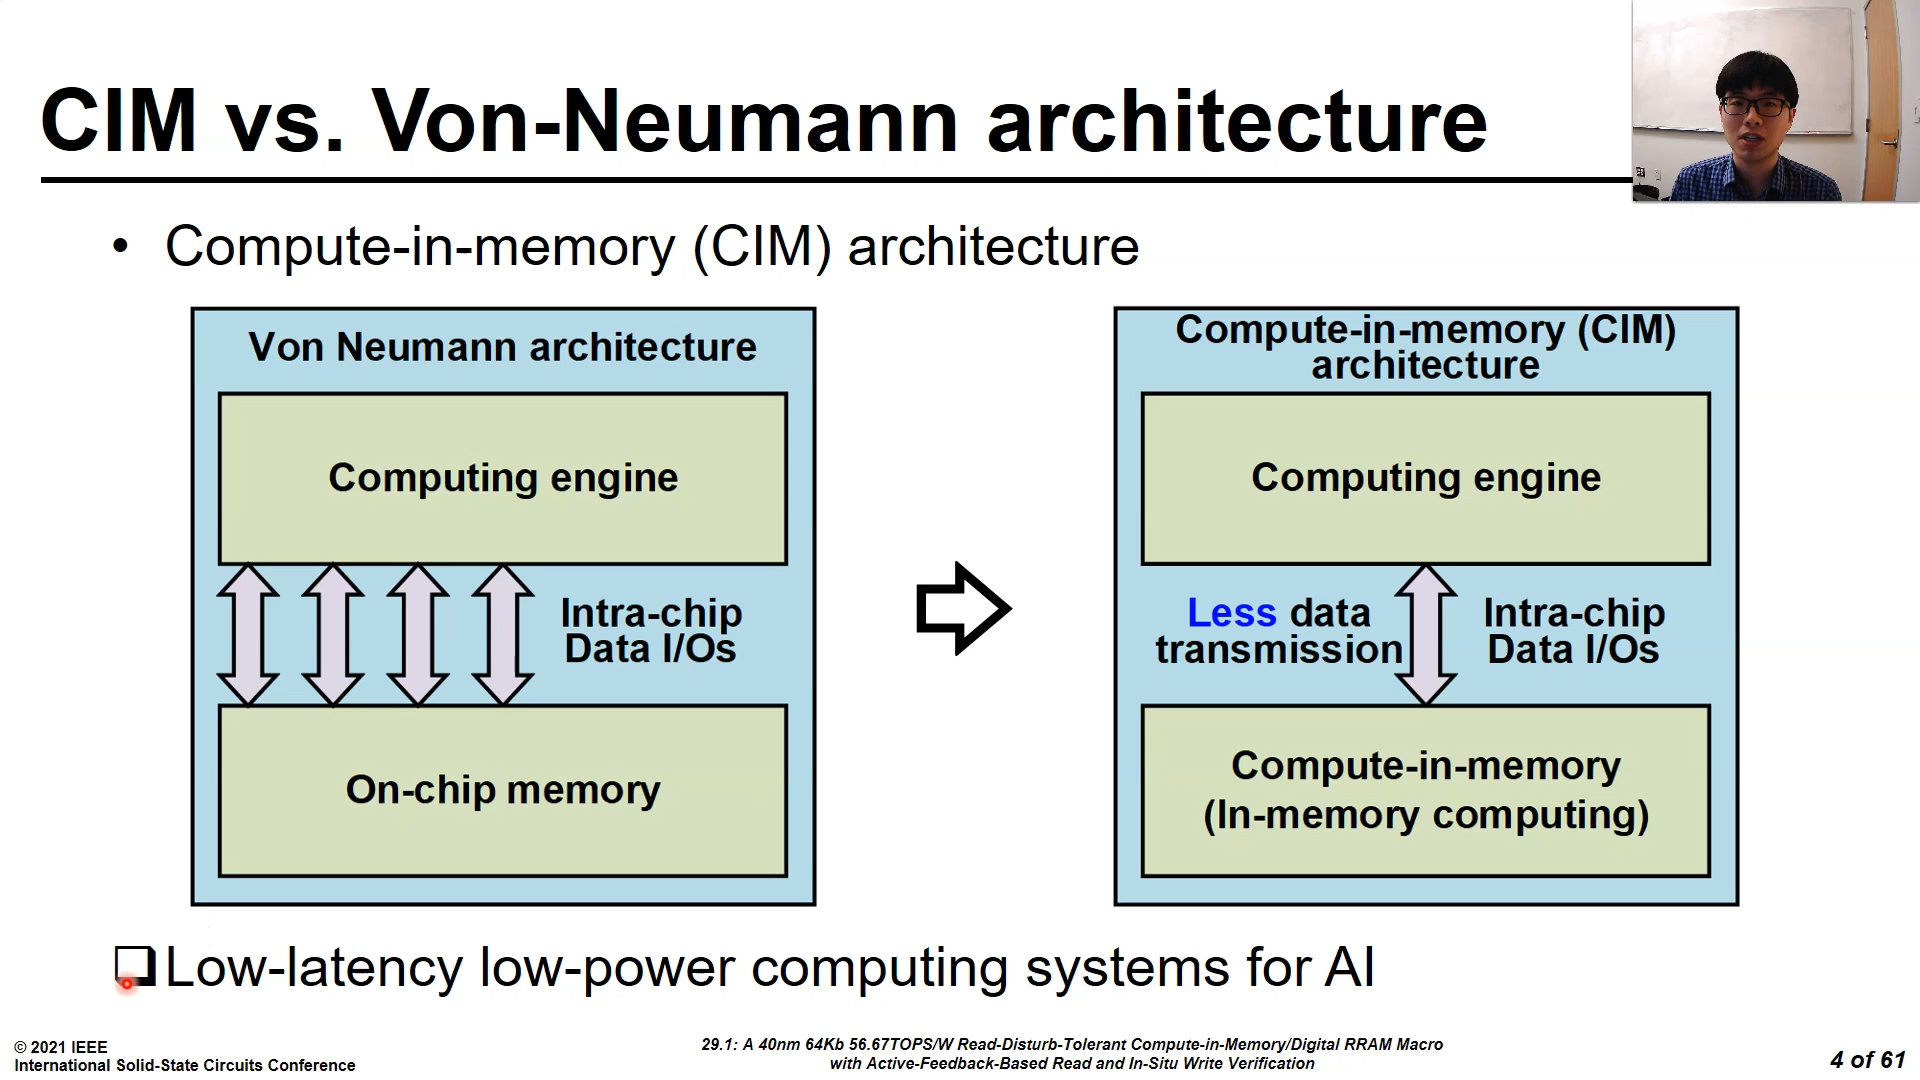 CIM vs. Von-Neumann architecture
• Compute-in-memory (CIM) architecture
Von Neumann architecture
Computing engine
Intra-chip
Data I/Os
On-chip memory
Compute-in-memory (CIM)
architecture
Computing engine
Less data
transmission
Intra-chip
Data I/Os
Compute-in-memory
(In-memory computing)
❑Low-latency low-power computing systems for AI
© 2021 IEEE
International Solid-State Circuits Conference
29.1: A 40nm 64Kb 56.67TOPS/W Read-Disturb-Tolerant Compute-in-Memory/Digital RRAM Macro
with Active-Feedback-Based Read and In-Situ Write Verification
4 of 61